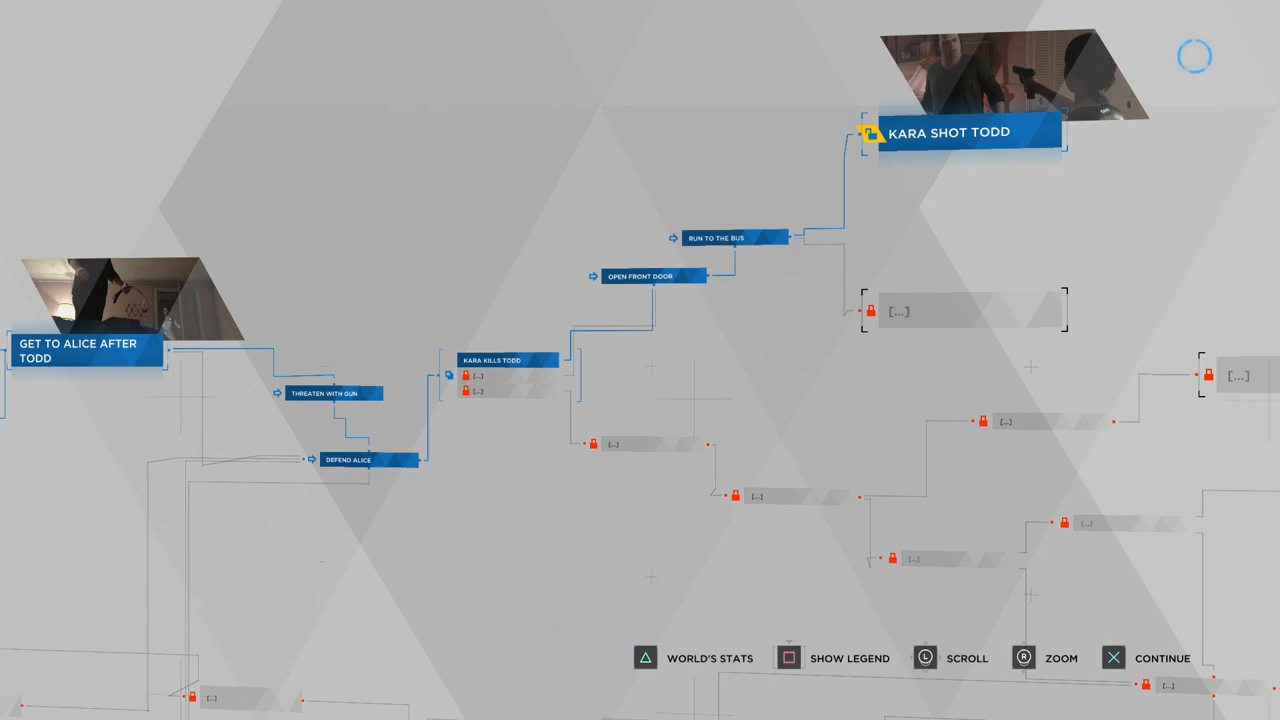 KARA SHOT TODD
RUN TO THE BUS
OPEN FRONT DOOR
[...]
GET TO ALICE AFTER
TODD
KARA KILLS TODD
[...]
[...]
[...]
THREATEN WITH GUN
[...]
[...]
DEFEND ALICE
[...]
[...]
[...]
WORLD'S STATS
SHOW LEGEND
L
SCROLL
R
ZOOM
CONTINUE
[...]
[...]